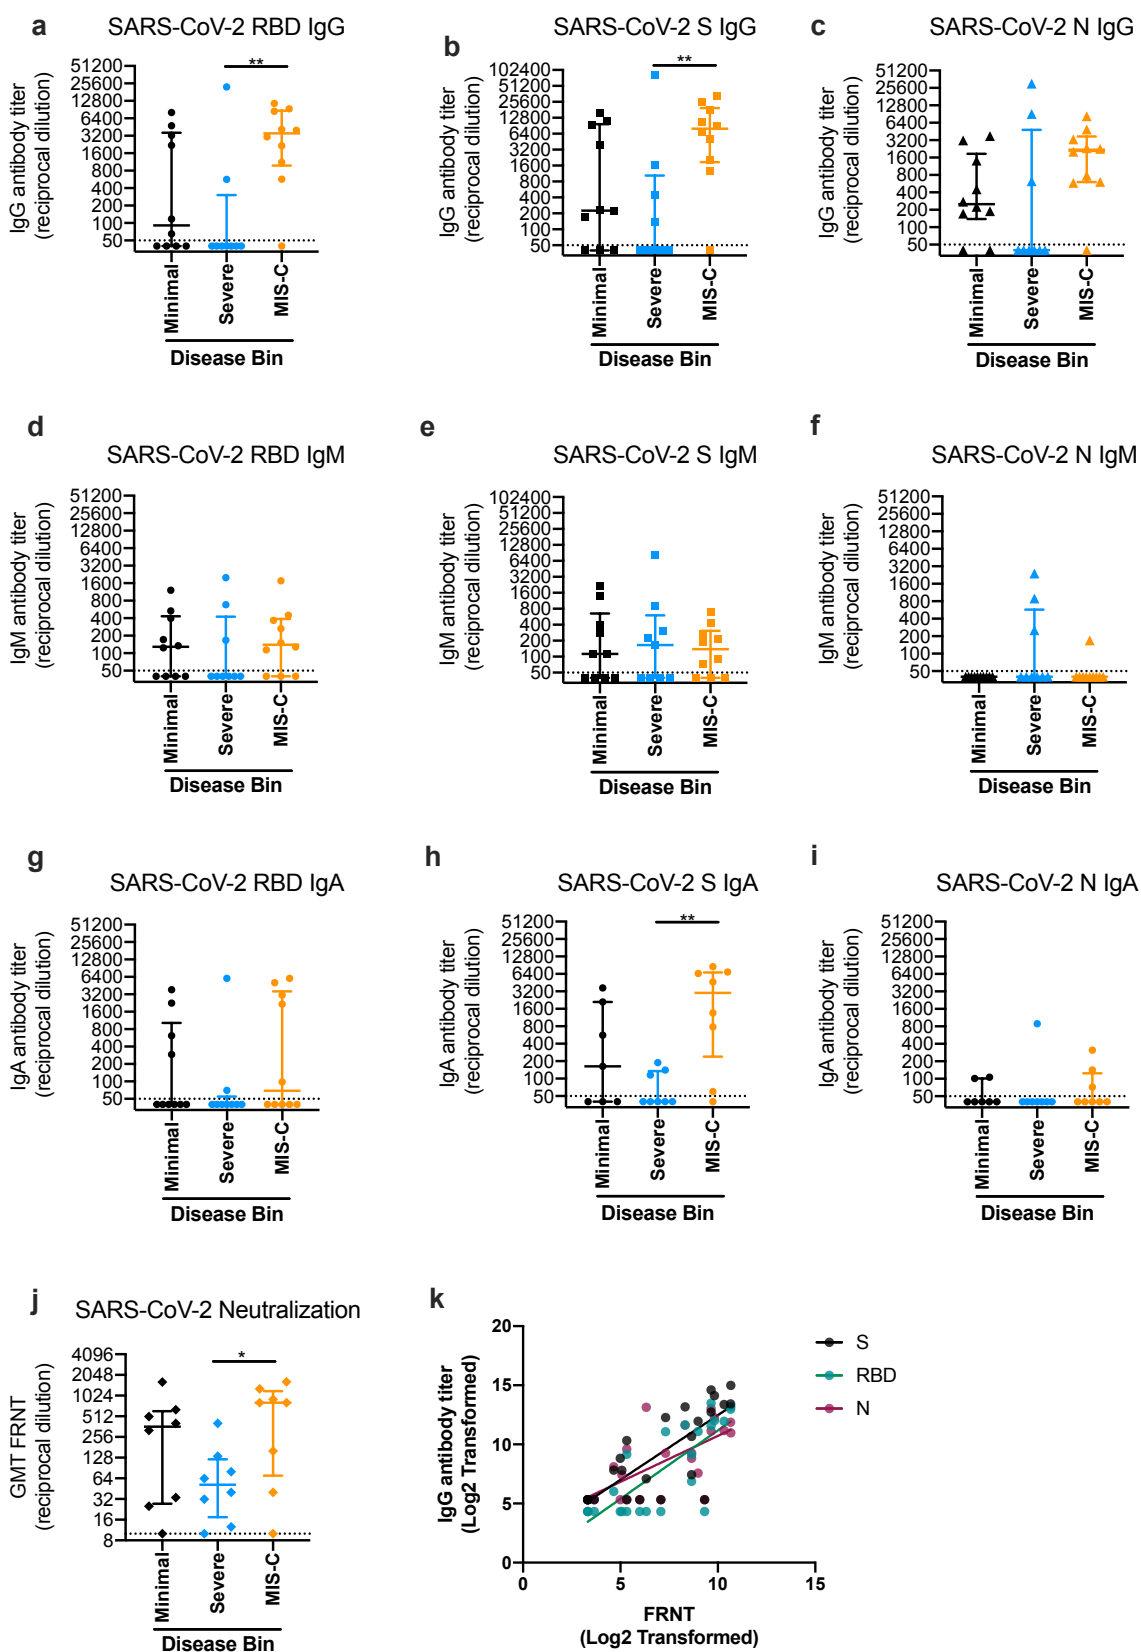 a SARS-CoV-2 RBD IgG
IgG antibody titer
(reciprocal dilution)
51200
25600
12800
6400
3200
1600
800
400
200
100
50
**
Minimal
Severe
MIS-C
Disease Bin
b SARS-CoV-2 S IgG
IgG antibody titer
(reciprocal dilution)
102400
51200
25600
12800
6400
3200
1600
800
400
200
100
50
**
Minimal
Severe
MIS-C
Disease Bin
c SARS-CoV-2 N IgG
IgG antibody titer
(reciprocal dilution)
51200
25600
12800
6400
3200
1600
800
400
200
100
50
Minimal
Severe
MIS-C
Disease Bin
d SARS-CoV-2 RBD IgM
IgM antibody titer
(reciprocal dilution)
51200
25600
12800
6400
3200
1600
800
400
200
100
50
Minimal
Severe
MIS-C
Disease Bin
e SARS-CoV-2 S IgM
IgM antibody titer
(reciprocal dilution)
102400
51200
25600
12800
6400
3200
1600
800
400
200
100
50
Minimal
Severe
MIS-C
Disease Bin
f SARS-CoV-2 N IgM
IgM antibody titer
(reciprocal dilution)
51200
25600
12800
6400
3200
1600
800
400
200
100
50
Minimal
Severe
MIS-C
Disease Bin
g SARS-CoV-2 RBD IgA
IgA antibody titer
(reciprocal dilution)
51200
25600
12800
6400
3200
1600
800
400
200
100
50
Minimal
Severe
MIS-C
Disease Bin
h SARS-CoV-2 S IgA
IgA antibody titer
(reciprocal dilution)
51200
25600
12800
6400
3200
1600
800
400
200
100
50
**
Minimal
Severe
MIS-C
Disease Bin
i SARS-CoV-2 N IgA
IgA antibody titer
(reciprocal dilution)
51200
25600
12800
6400
3200
1600
800
400
200
100
50
Minimal
Severe
MIS-C
Disease Bin
j SARS-CoV-2 Neutralization
GMT FRNT
(reciprocal dilution)
4096
2048
1024
512
256
128
64
32
16
8
*
Minimal
Severe
MIS-C
Disease Bin
k
IgG antibody titer
(Log2 Transformed)
20
15
10
5
0
0 5 10 15
FRNT
(Log2 Transformed)
S
RBD
N